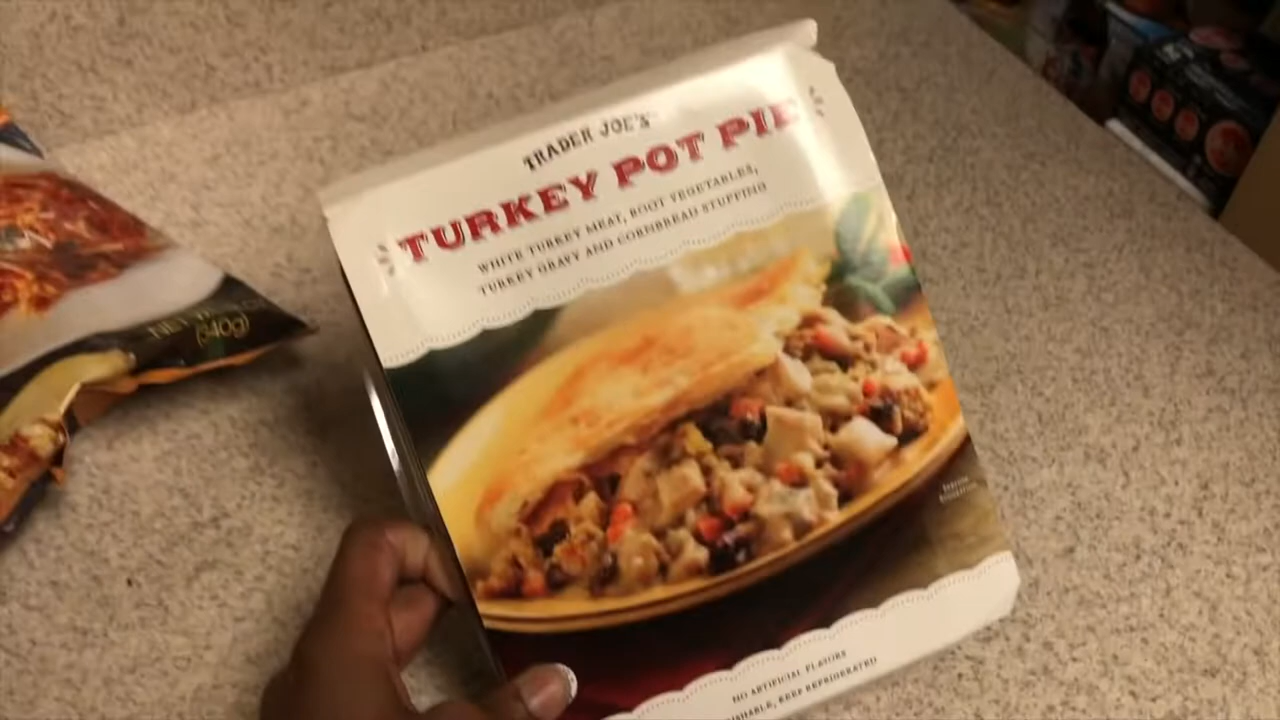 TRADER JOE'S
TURKEY POT PIE
WHITE TURKEY MEAT, ROOT VEGETABLES,
TURKEY GRAVY AND CORNBREAD STUFFING
NO ARTIFICIAL FLAVORS
KEEP REFRIGERATED
(340g)